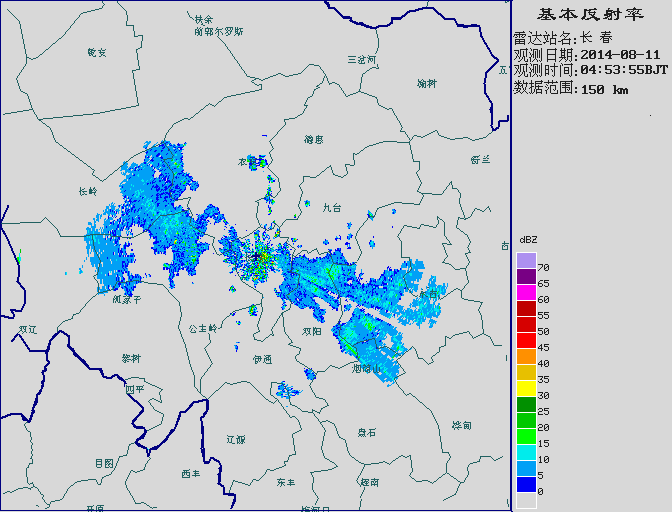 基本反射率
雷达站名:长 春
观测日期:2014-08-11
观测时间:04:53:55BJT
数据范围:150 km
扶余
前郭尔罗斯
乾安
三岔河
榆树
五
德惠
舒兰
农
长岭
九台
吉
双辽
公主岭
双阳
梨树
伊通
四平
辽源
盘石
桦甸
昌图
西丰
东丰
辉南
开原
梅河口
dBZ
70
65
60
55
50
45
40
35
30
25
20
15
10
5
0